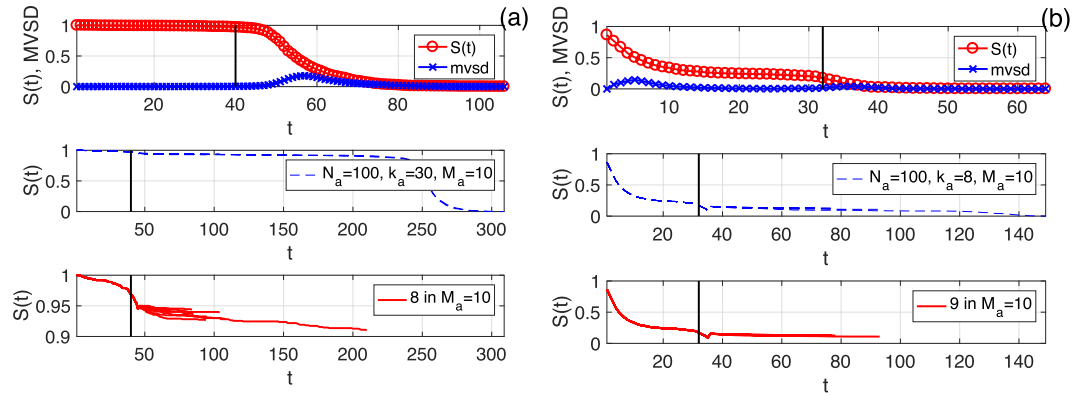 (a)
S(t), MVSD
1
0.5
0
S(t)
mvsd
20 40 60 80 100
t
S(t)
1
0.5
0
N_a=100, k_a=30, M_a=10
50 100 150 200 250 300
t
S(t)
1
0.95
0.9
8 in M_a=10
50 100 150 200 250 300
t
(b)
S(t), MVSD
1
0.5
0
S(t)
mvsd
10 20 30 40 50 60
t
S(t)
1
0.5
0
N_a=100, k_a=8, M_a=10
20 40 60 80 100 120 140
t
S(t)
1
0.5
0
9 in M_a=10
20 40 60 80 100 120 140
t